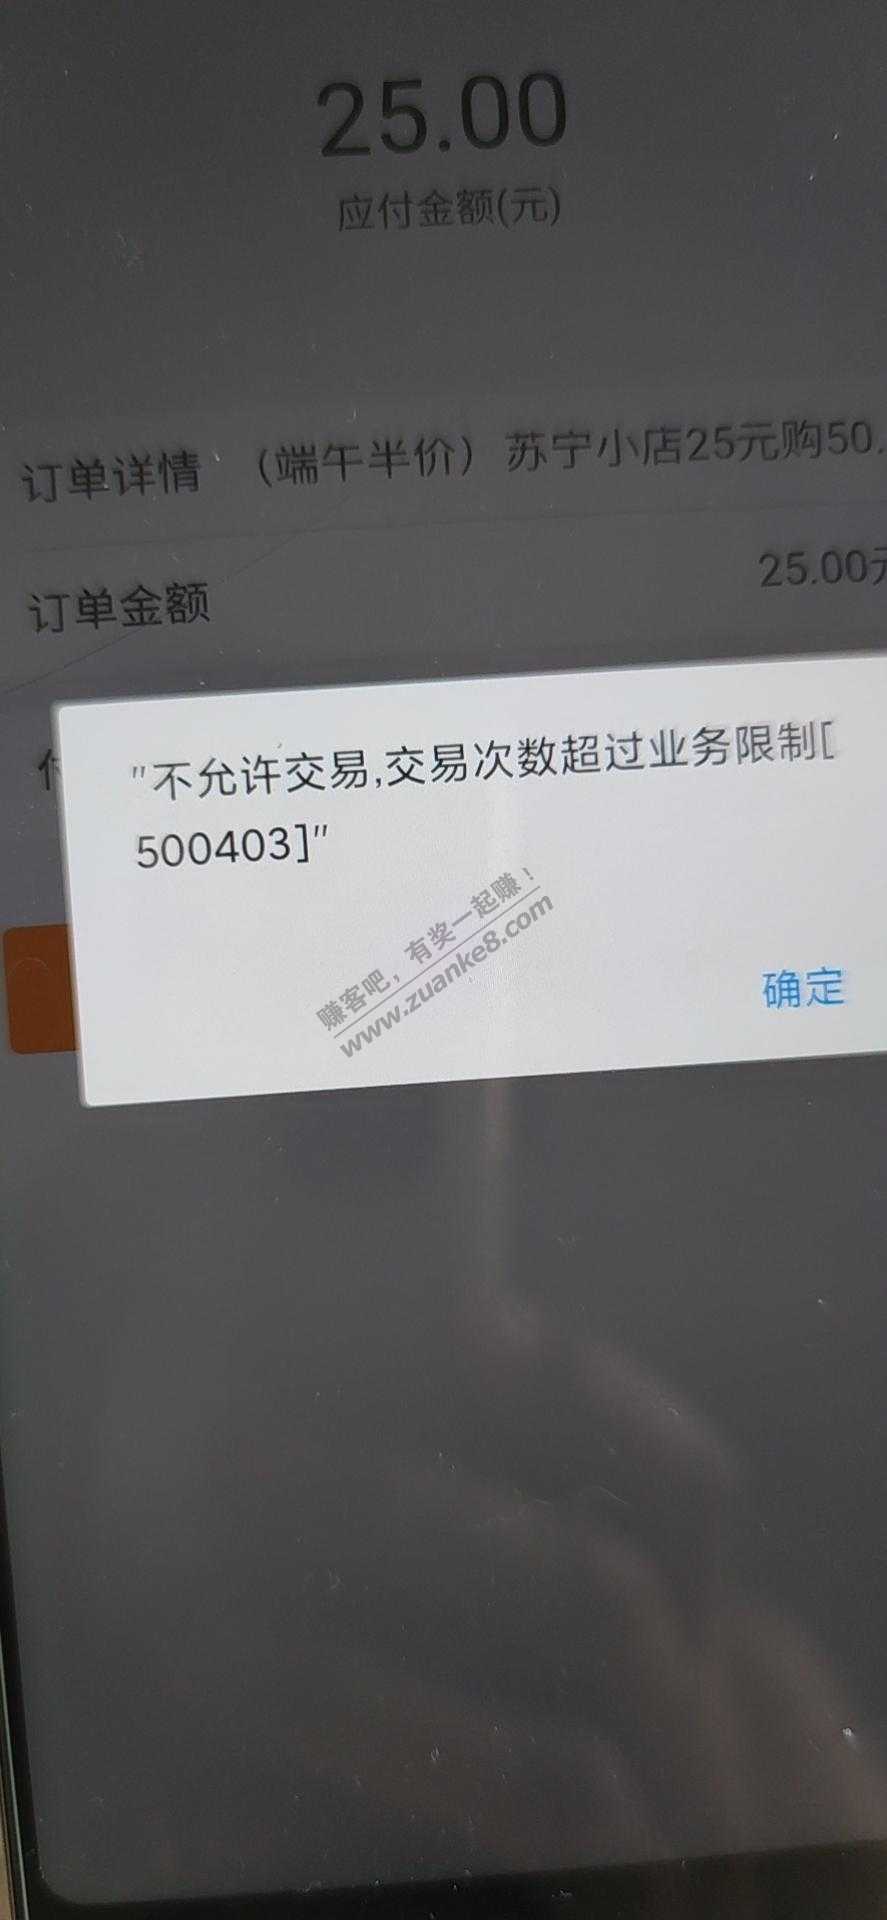 25.00
应付金额(元)
订单详情 （端午半价）苏宁小店25元购50.
订单金额 25.00元
"不允许交易,交易次数超过业务限制[
500403]"
赚客吧，有奖一起赚！
www.zuanke8.com
确定